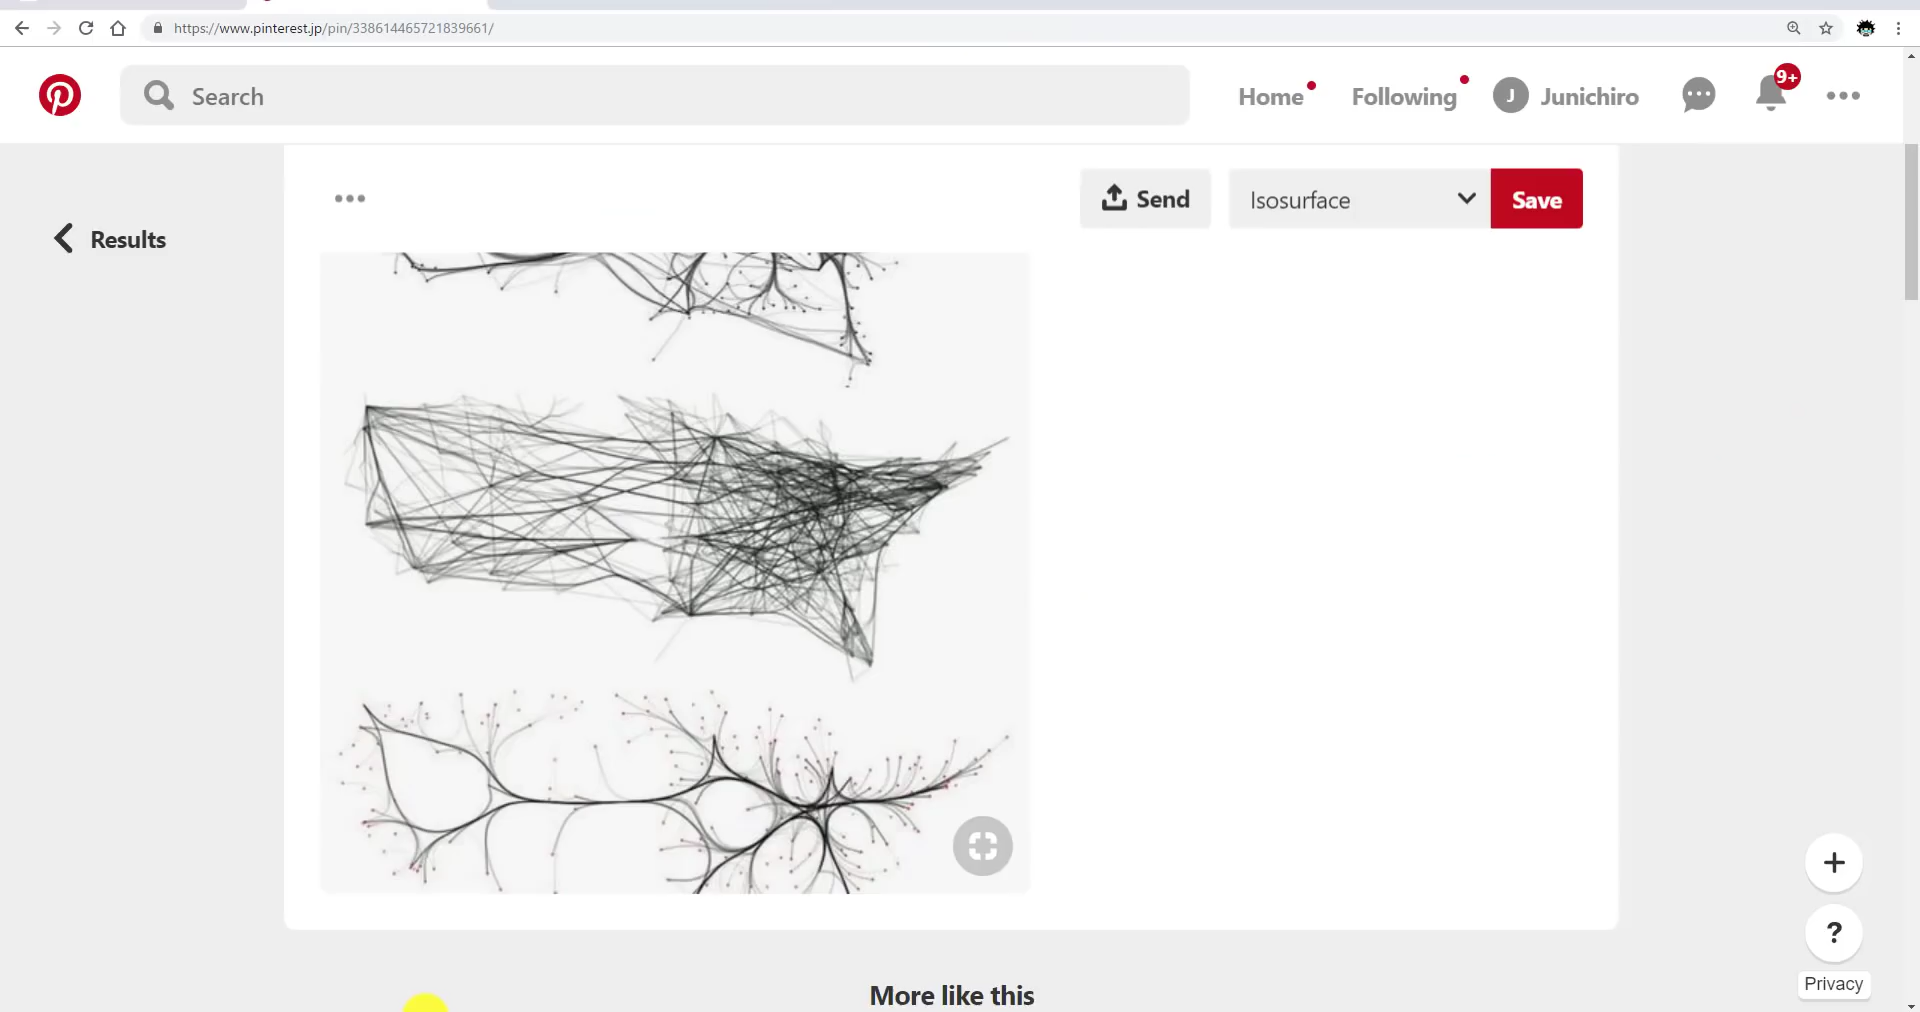 https://www.pinterest.jp/pin/338614465721839661/
Search
Home
Following
J
Junichiro
9+
Results
Send
Isosurface
Save
More like this
?
Privacy